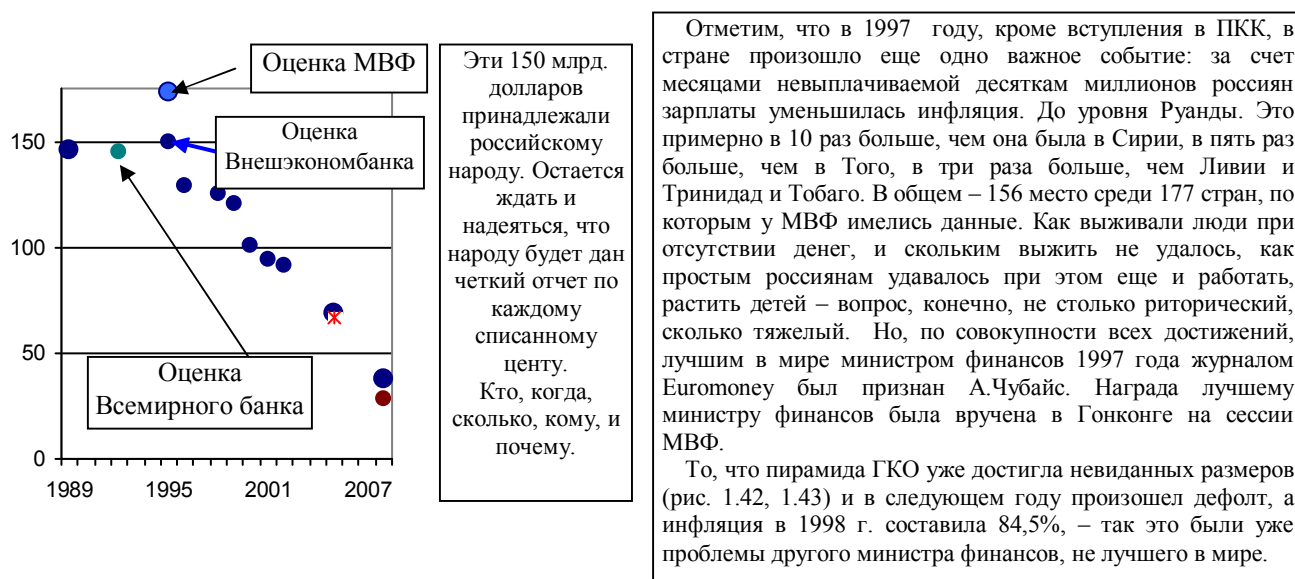 Оценка МВФ
Оценка
Внешэкономбанка
150
100
50
0
1989
1995
2001
2007
Оценка
Всемирного банка
Эти 150 млрд.
долларов
принадлежали
российскому
народу. Остается
ждать и
надеяться, что
народу будет дан
четкий отчет по
каждому
списанному
центу.
Кто, когда,
сколько, кому, и
почему.
Отметим, что в 1997 году, кроме вступления в ПКК, в
стране произошло еще одно важное событие: за счет
месяцами невыплачиваемой десяткам миллионов россиян
зарплаты уменьшилась инфляция. До уровня Руанды. Это
примерно в 10 раз больше, чем она была в Сирии, в пять раз
больше, чем в Того, в три раза больше, чем Ливии и
Тринидад и Тобаго. В общем – 156 место среди 177 стран, по
которым у МВФ имелись данные. Как выживали люди при
отсутствии денег, и скольким выжить не удалось, как
простым россиянам удавалось при этом еще и работать,
растить детей – вопрос, конечно, не столько риторический,
сколько тяжелый. Но, по совокупности всех достижений,
лучшим в мире министром финансов 1997 года журналом
Euromoney был признан А.Чубайс. Награда лучшему
министру финансов была вручена в Гонконге на сессии
МВФ.
То, что пирамида ГКО уже достигла невиданных размеров
(рис. 1.42, 1.43) и в следующем году произошел дефолт, а
инфляция в 1998 г. составила 84,5%, – так это были уже
проблемы другого министра финансов, не лучшего в мире.